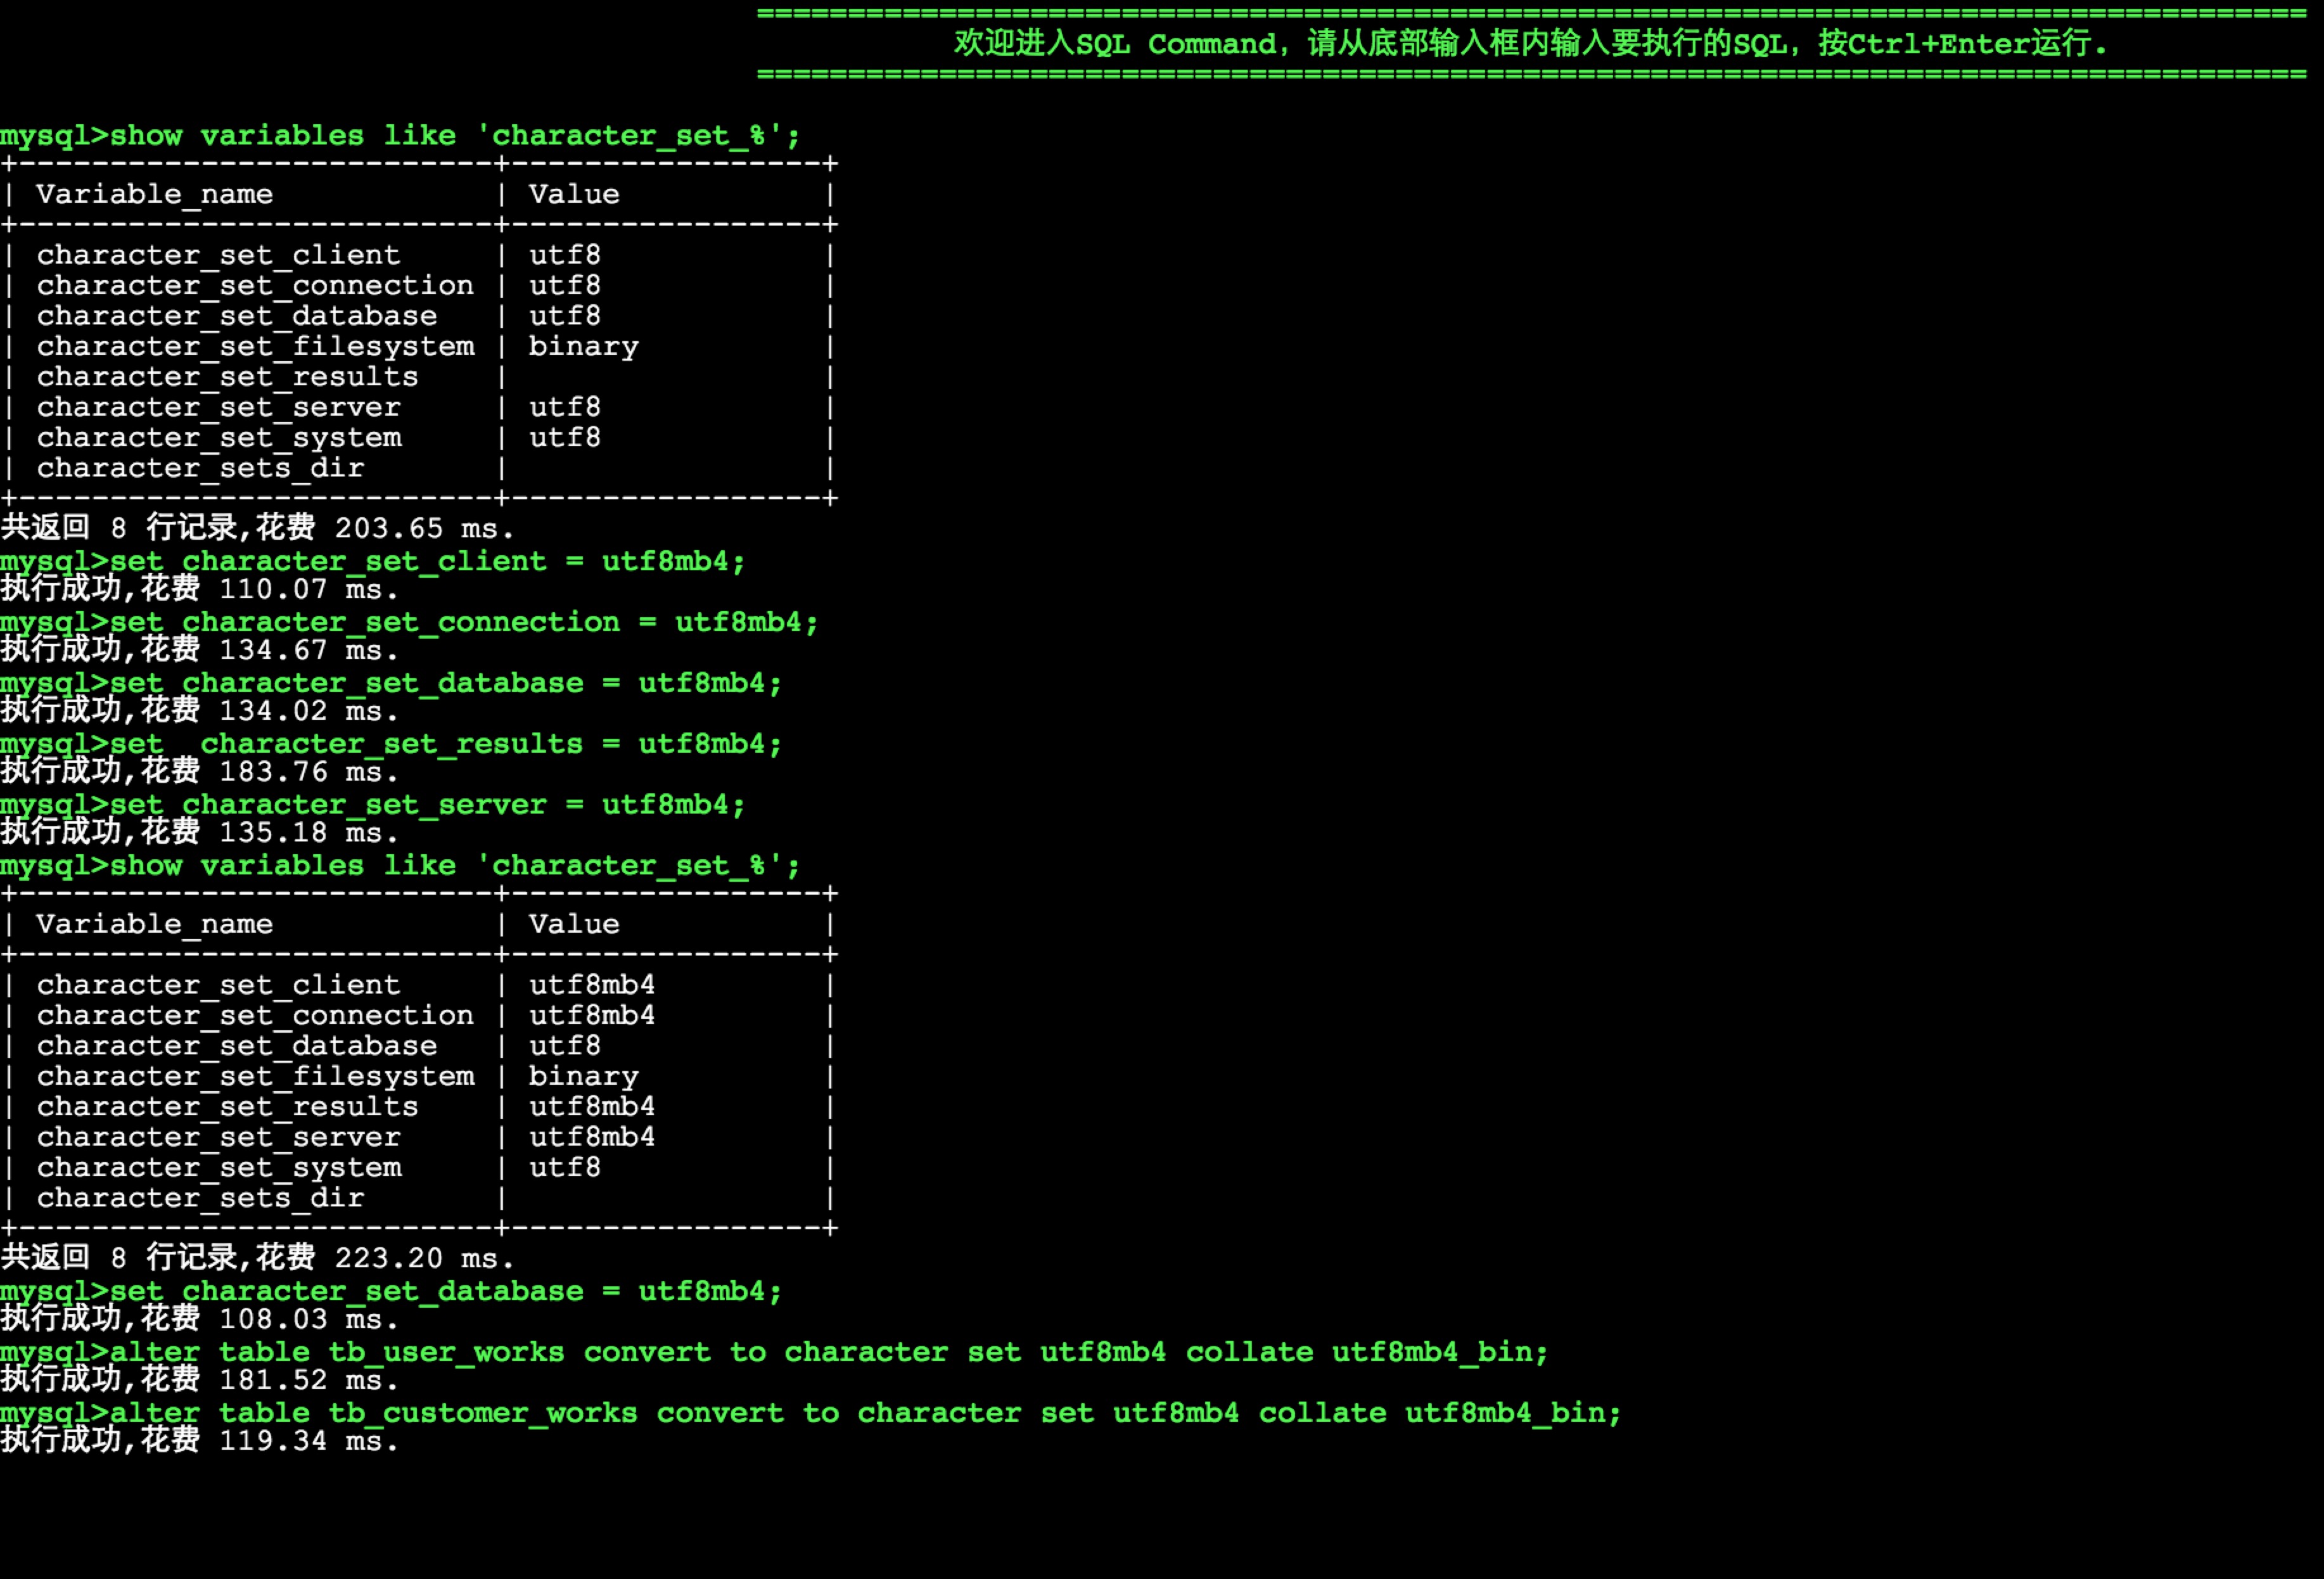 =====================================================================================
欢迎进入SQL Command，请从底部输入框内输入要执行的SQL，按Ctrl+Enter运行.
=====================================================================================
mysql>show variables like 'character_set_%';
+--------------------------+-----------------+
| Variable_name            | Value           |
+--------------------------+-----------------+
| character_set_client     | utf8            |
| character_set_connection | utf8            |
| character_set_database   | utf8            |
| character_set_filesystem | binary          |
| character_set_results    |                 |
| character_set_server     | utf8            |
| character_set_system     | utf8            |
| character_sets_dir       |                 |
+--------------------------+-----------------+
共返回 8 行记录,花费 203.65 ms.
mysql>set character_set_client = utf8mb4;
执行成功,花费 110.07 ms.
mysql>set character_set_connection = utf8mb4;
执行成功,花费 134.67 ms.
mysql>set character_set_database = utf8mb4;
执行成功,花费 134.02 ms.
mysql>set  character_set_results = utf8mb4;
执行成功,花费 183.76 ms.
mysql>set character_set_server = utf8mb4;
执行成功,花费 135.18 ms.
mysql>show variables like 'character_set_%';
+--------------------------+-----------------+
| Variable_name            | Value           |
+--------------------------+-----------------+
| character_set_client     | utf8mb4         |
| character_set_connection | utf8mb4         |
| character_set_database   | utf8            |
| character_set_filesystem | binary          |
| character_set_results    | utf8mb4         |
| character_set_server     | utf8mb4         |
| character_set_system     | utf8            |
| character_sets_dir       |                 |
+--------------------------+-----------------+
共返回 8 行记录,花费 223.20 ms.
mysql>set character_set_database = utf8mb4;
执行成功,花费 108.03 ms.
mysql>alter table tb_user_works convert to character set utf8mb4 collate utf8mb4_bin;
执行成功,花费 181.52 ms.
mysql>alter table tb_customer_works convert to character set utf8mb4 collate utf8mb4_bin;
执行成功,花费 119.34 ms.